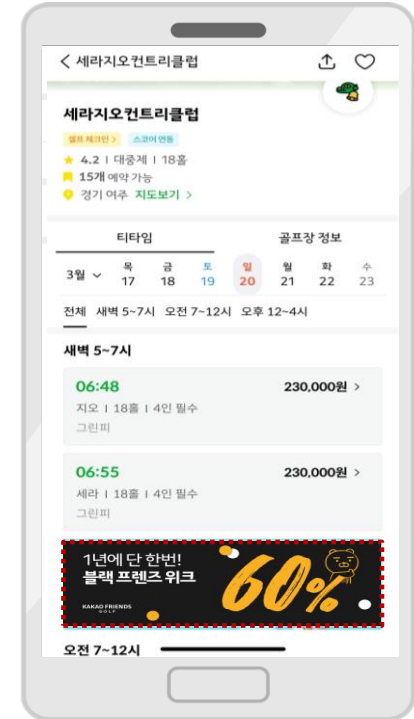 세라지오컨트리클럽
세라지오컨트리클럽
셀프 체크인 > 스코어 연동
4.2 | 대중제 | 18홀
15개 예약 가능
경기 여주 지도보기 >
티타임 골프장 정보
3월 목 금 토 일 월 화 수
17 18 19 20 21 22 23
전체 새벽 5~7시 오전 7~12시 오후 12~4시
새벽 5~7시
06:48 230,000원 >
지오 | 18홀 | 4인 필수
그린피
06:55 230,000원 >
세라 | 18홀 | 4인 필수
그린피
1년에 단 한번!
블랙 프렌즈 위크
60%
KAKAO FRIENDS
GOLF
오전 7~12시